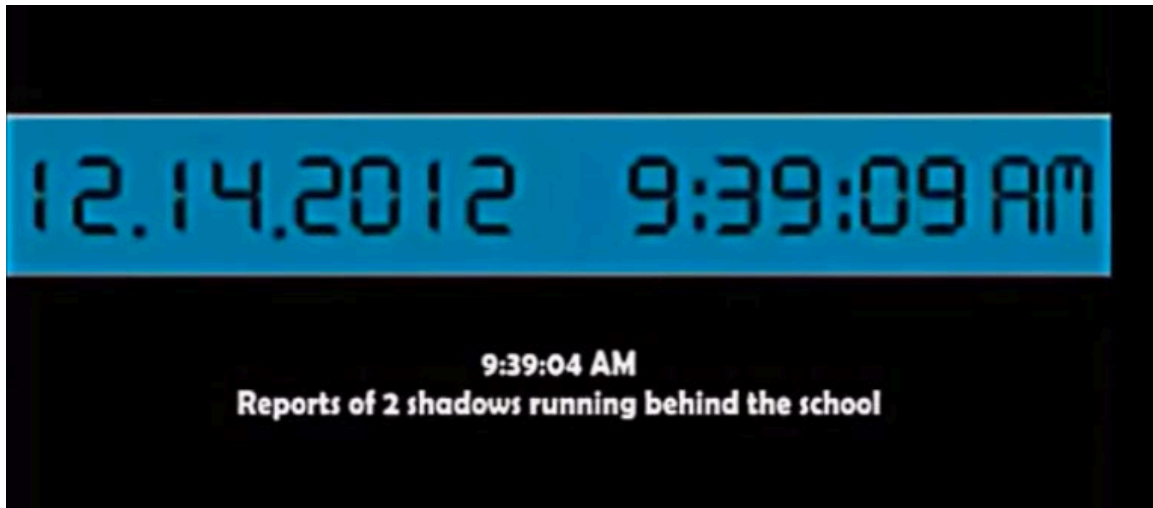 12.14.2012 9:39:09 AM
9:39:04 AM
Reports of 2 shadows running behind the school